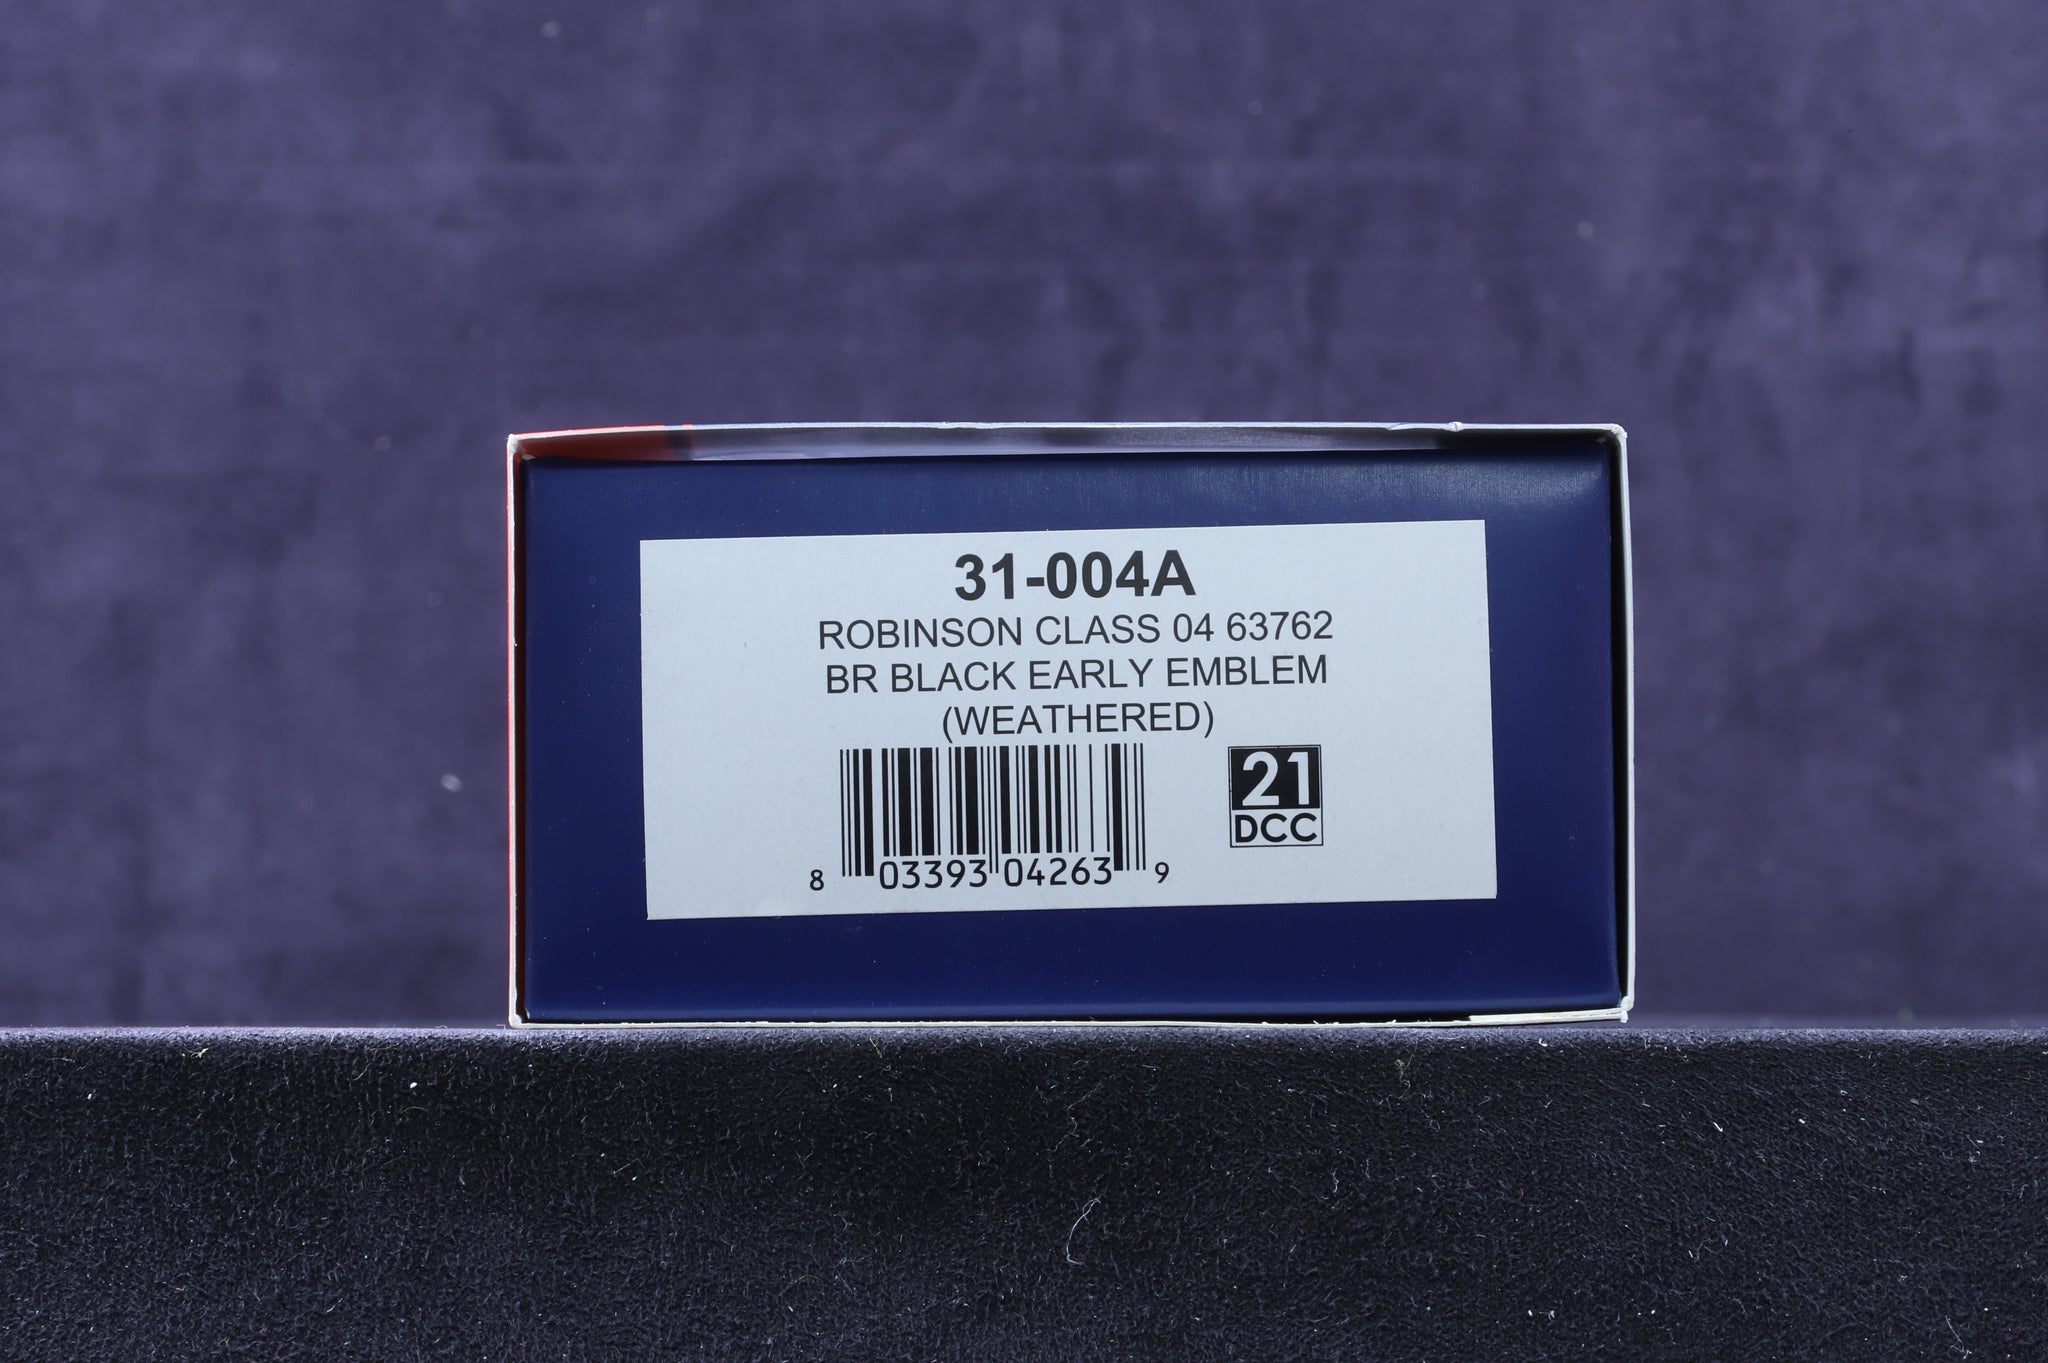 31-004A
ROBINSON CLASS 04 63762
BR BLACK EARLY EMBLEM
(WEATHERED)
21
DCC
8 03393 04263 9